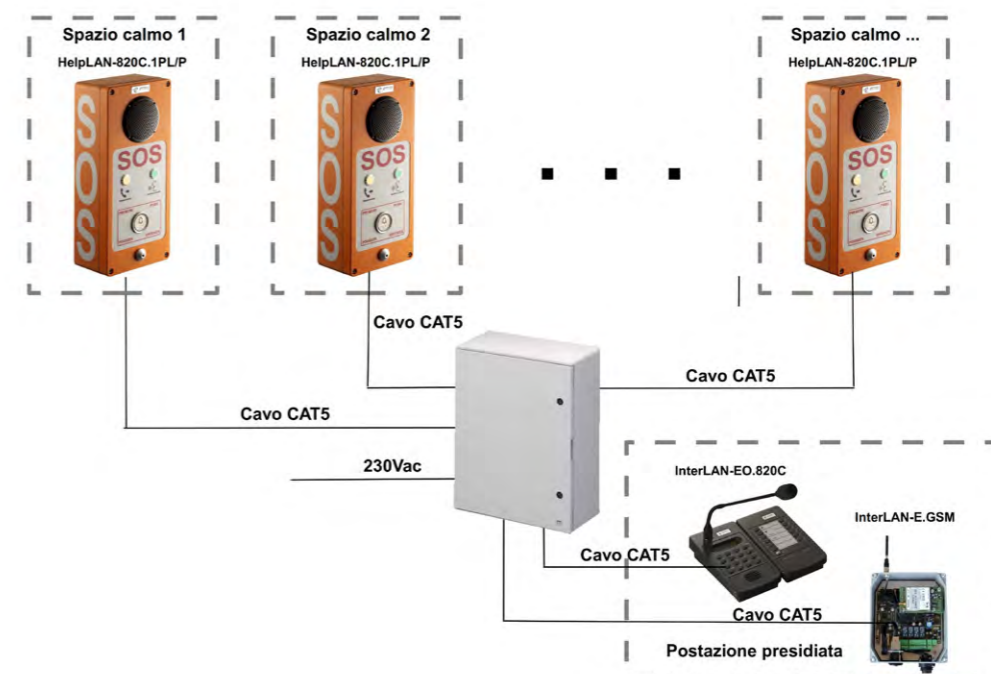 Spazio calmo 1
HelpLAN-820C.1PL/P
SOS
SOS
Spazio calmo 2
HelpLAN-820C.1PL/P
SOS
SOS
Spazio calmo ...
HelpLAN-820C.1PL/P
SOS
SOS
Cavo CAT5
Cavo CAT5
Cavo CAT5
230Vac
InterLAN-EO.820C
InterLAN-E.GSM
Cavo CAT5
Cavo CAT5
Postazione presidiata